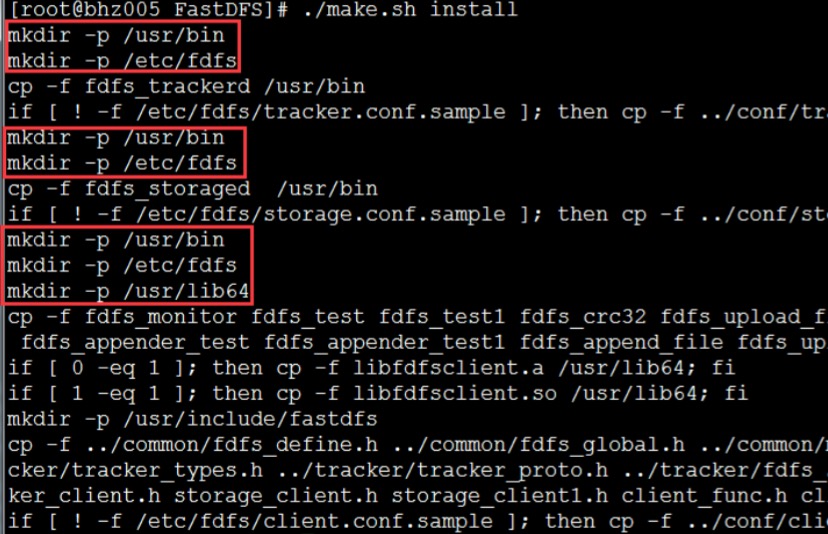 [root@bhz005 FastDFS]# ./make.sh install
mkdir -p /usr/bin
mkdir -p /etc/fdfs
cp -f fdfs_trackerd /usr/bin
if [ ! -f /etc/fdfs/tracker.conf.sample ]; then cp -f ../conf/tra
mkdir -p /usr/bin
mkdir -p /etc/fdfs
cp -f fdfs_storaged  /usr/bin
if [ ! -f /etc/fdfs/storage.conf.sample ]; then cp -f ../conf/sto
mkdir -p /usr/bin
mkdir -p /etc/fdfs
mkdir -p /usr/lib64
cp -f fdfs_monitor fdfs_test fdfs_test1 fdfs_crc32 fdfs_upload_f
 fdfs_appender_test fdfs_appender_test1 fdfs_append_file fdfs_upl
if [ 0 -eq 1 ]; then cp -f libfdfsclient.a /usr/lib64; fi
if [ 1 -eq 1 ]; then cp -f libfdfsclient.so /usr/lib64; fi
mkdir -p /usr/include/fastdfs
cp -f ../common/fdfs_define.h ../common/fdfs_global.h ../common/m
cker/tracker_types.h ../tracker/tracker_proto.h ../tracker/fdfs_
ker_client.h storage_client.h storage_client1.h client_func.h cli
if [ ! -f /etc/fdfs/client.conf.sample ]; then cp -f ../conf/clie